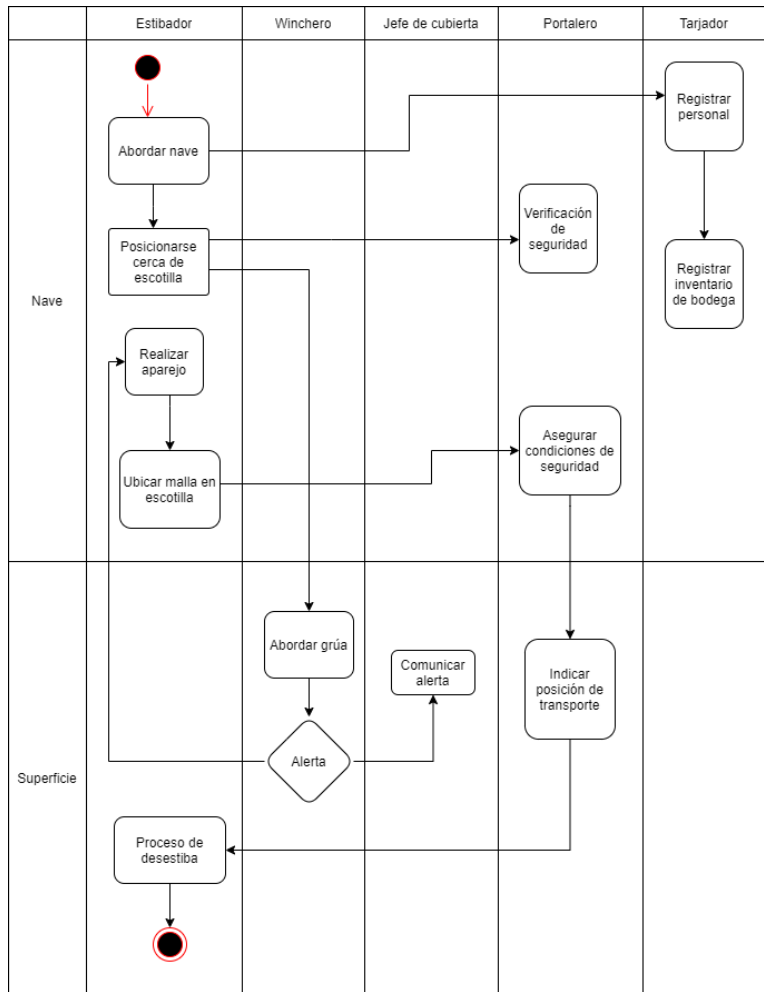 Estibador
Winchero
Jefe de cubierta
Portalero
Tarjador
Registrar
personal
Abordar nave
Verificación
de
seguridad
Posicionarse
cerca de
escotilla
Registrar
inventario
de bodega
Nave
Realizar
aparejo
Asegurar
condiciones de
seguridad
Ubicar malla en
escotilla
Abordar grúa
Comunicar
alerta
Indicar
posición de
transporte
Alerta
Superficie
Proceso de
desestiba